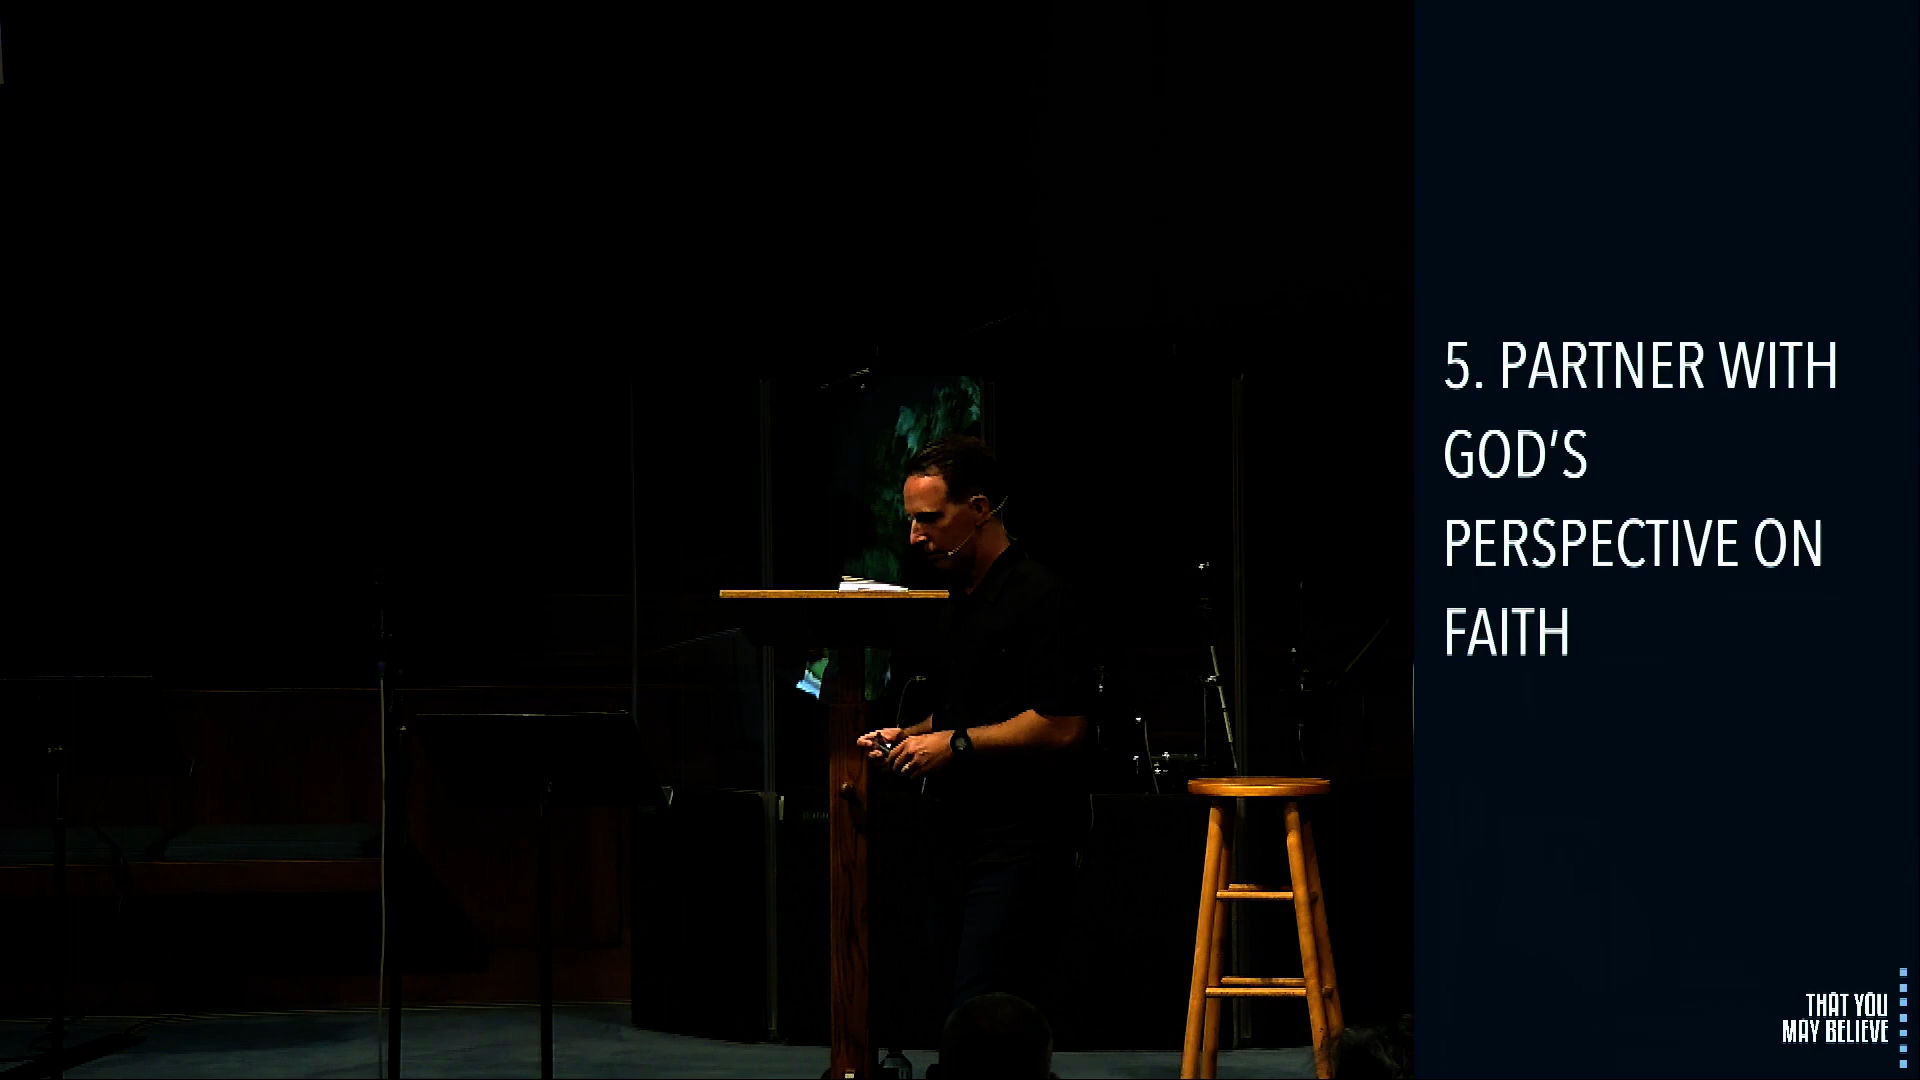 5. PARTNER WITH
GOD'S
PERSPECTIVE ON
FAITH
THAT YOU
MAY BELIEVE